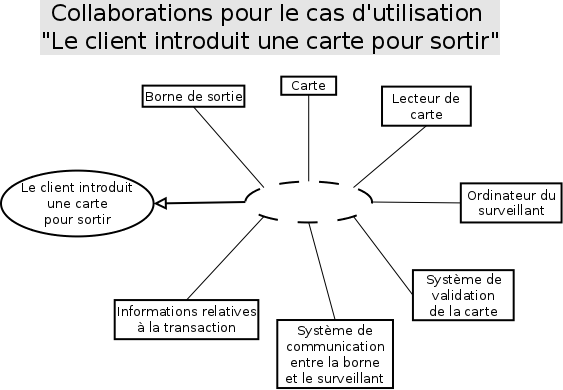 Collaborations pour le cas d'utilisation
"Le client introduit une carte pour sortir"
Borne de sortie
Carte
Lecteur de
carte
Le client introduit
une carte
pour sortir
Ordinateur du
surveillant
Informations relatives
à la transaction
Système de
communication
entre la borne
et le surveillant
Système de
validation
de la carte